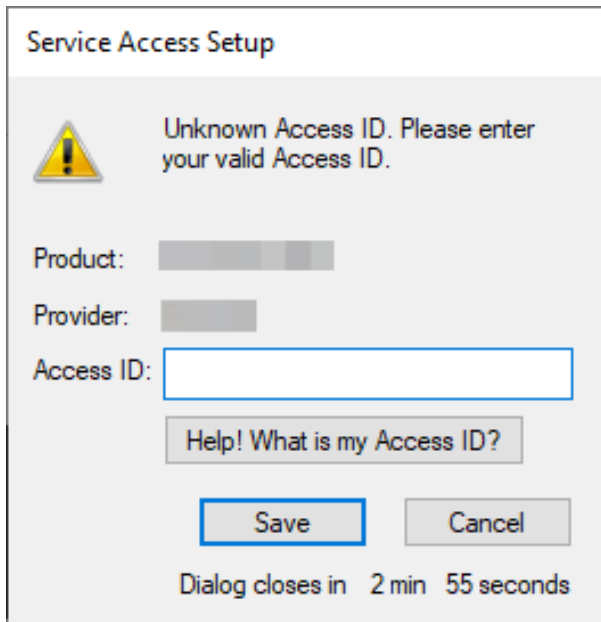 Service Access Setup
Unknown Access ID. Please enter
your valid Access ID.
Product:
Provider:
Access ID:
Help! What is my Access ID?
Save Cancel
Dialog closes in 2 min 55 seconds